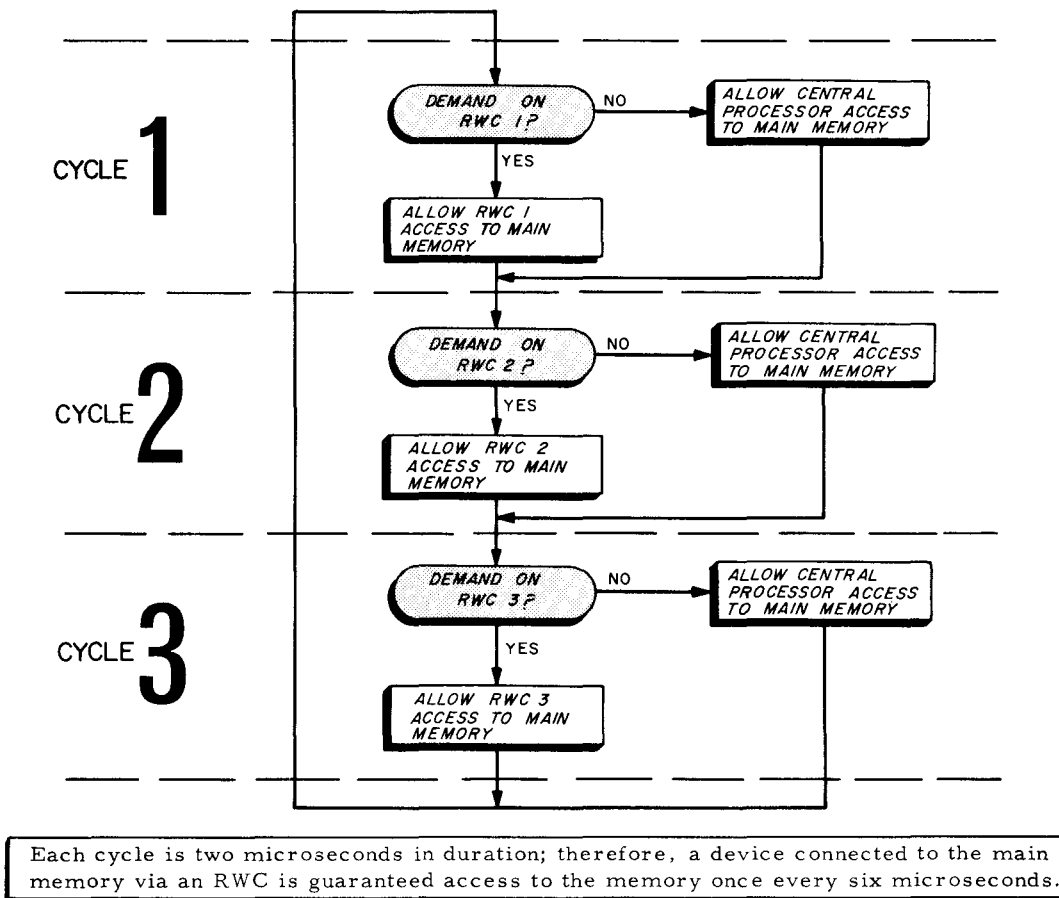 CYCLE 1
DEMAND ON
RWC 1?
NO
ALLOW CENTRAL
PROCESSOR ACCESS
TO MAIN MEMORY
YES
ALLOW RWC 1
ACCESS TO MAIN
MEMORY
CYCLE 2
DEMAND ON
RWC 2?
NO
ALLOW CENTRAL
PROCESSOR ACCESS
TO MAIN MEMORY
YES
ALLOW RWC 2
ACCESS TO MAIN
MEMORY
CYCLE 3
DEMAND ON
RWC 3?
NO
ALLOW CENTRAL
PROCESSOR ACCESS
TO MAIN MEMORY
YES
ALLOW RWC 3
ACCESS TO MAIN
MEMORY
Each cycle is two microseconds in duration; therefore, a device connected to the main
memory via an RWC is guaranteed access to the memory once every six microseconds.